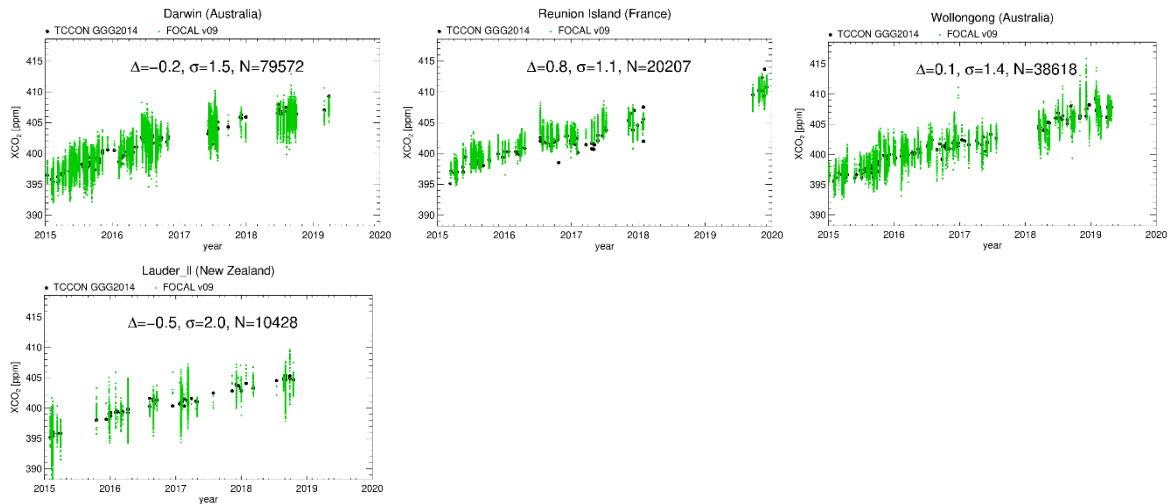 Darwin (Australia)
• TCCON GGG2014 • FOCAL v09
Δ=−0.2, σ=1.5, N=79572
XCO₂ [ppm]
415
410
405
400
395
390
2015 2016 2017 2018 2019 2020
year
Reunion Island (France)
• TCCON GGG2014 • FOCAL v09
Δ=0.8, σ=1.1, N=20207
XCO₂ [ppm]
415
410
405
400
395
390
2015 2016 2017 2018 2019 2020
year
Wollongong (Australia)
• TCCON GGG2014 • FOCAL v09
Δ=0.1, σ=1.4, N=38618
XCO₂ [ppm]
415
410
405
400
395
390
2015 2016 2017 2018 2019 2020
year
Lauder_II (New Zealand)
• TCCON GGG2014 • FOCAL v09
Δ=−0.5, σ=2.0, N=10428
XCO₂ [ppm]
415
410
405
400
395
390
2015 2016 2017 2018 2019 2020
year